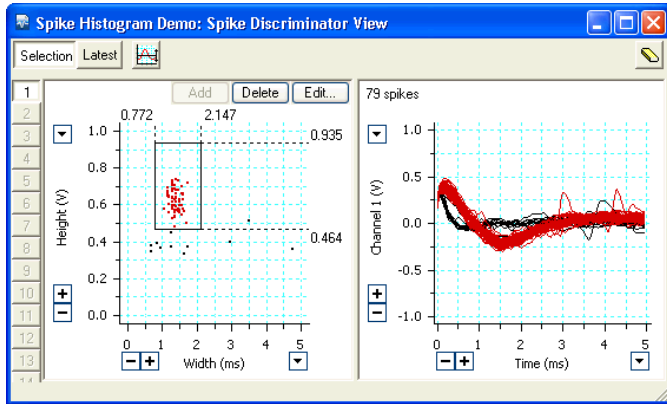 Spike Histogram Demo: Spike Discriminator View
Selection Latest
1
2
3
4
5
6
7
8
9
10
11
12
13
14
Add Delete Edit...
0.772 2.147
0.935
0.464
1.0
0.8
0.6
0.4
0.2
0.0
Height (V)
0 1 2 3 4 5
Width (ms)
79 spikes
1.0
0.5
0.0
-0.5
-1.0
Channel 1 (V)
0 1 2 3 4 5
Time (ms)